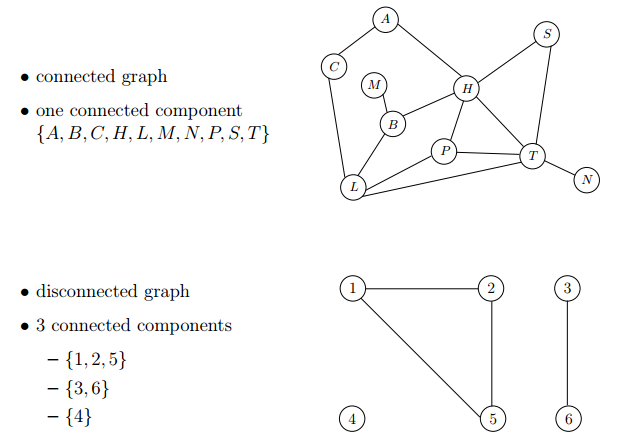 • connected graph
• one connected component
{A, B, C, H, L, M, N, P, S, T}
A
S
C
M
H
B
P
T
L
N
• disconnected graph
• 3 connected components
– {1, 2, 5}
– {3, 6}
– {4}
1
2
3
4
5
6